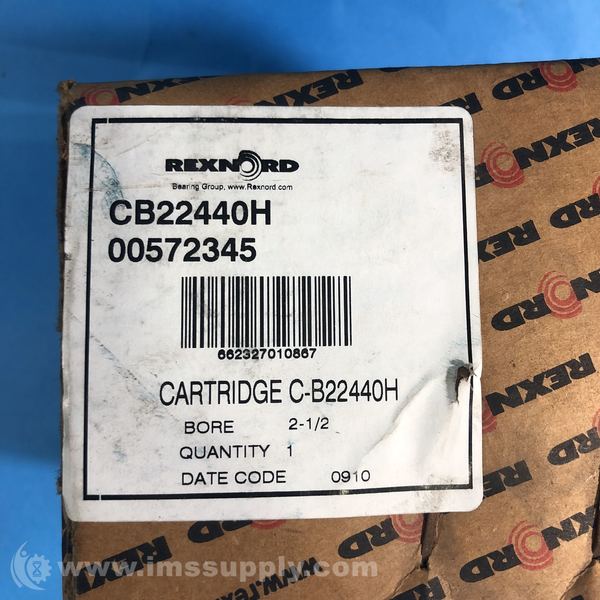 REXNORD
Bearing Group, www.Rexnord.com
CB22440H
00572345
662327010867
CARTRIDGE C-B22440H
BORE 2-1/2
QUANTITY 1
DATE CODE 0910
REXNORD
REXNORD
REXNORD
REXNORD
www.imssupply.com